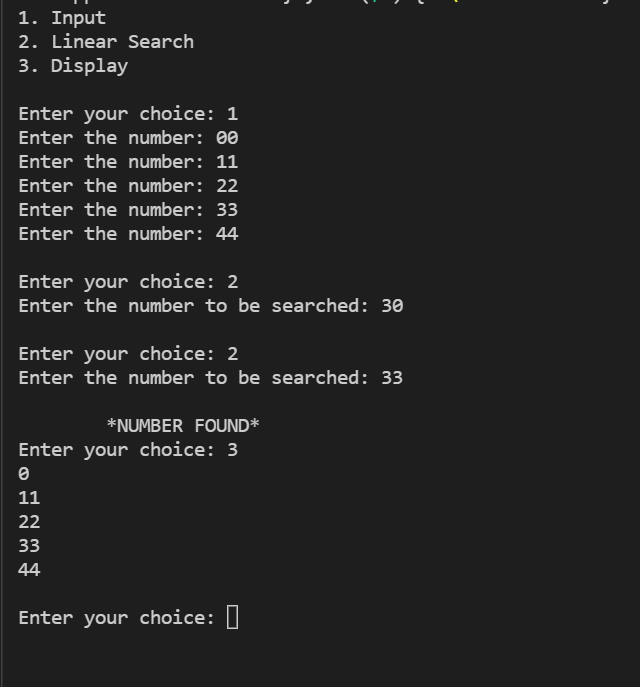 1. Input
2. Linear Search
3. Display
Enter your choice: 1
Enter the number: 00
Enter the number: 11
Enter the number: 22
Enter the number: 33
Enter the number: 44
Enter your choice: 2
Enter the number to be searched: 30
Enter your choice: 2
Enter the number to be searched: 33
*NUMBER FOUND*
Enter your choice: 3
0
11
22
33
44
Enter your choice: